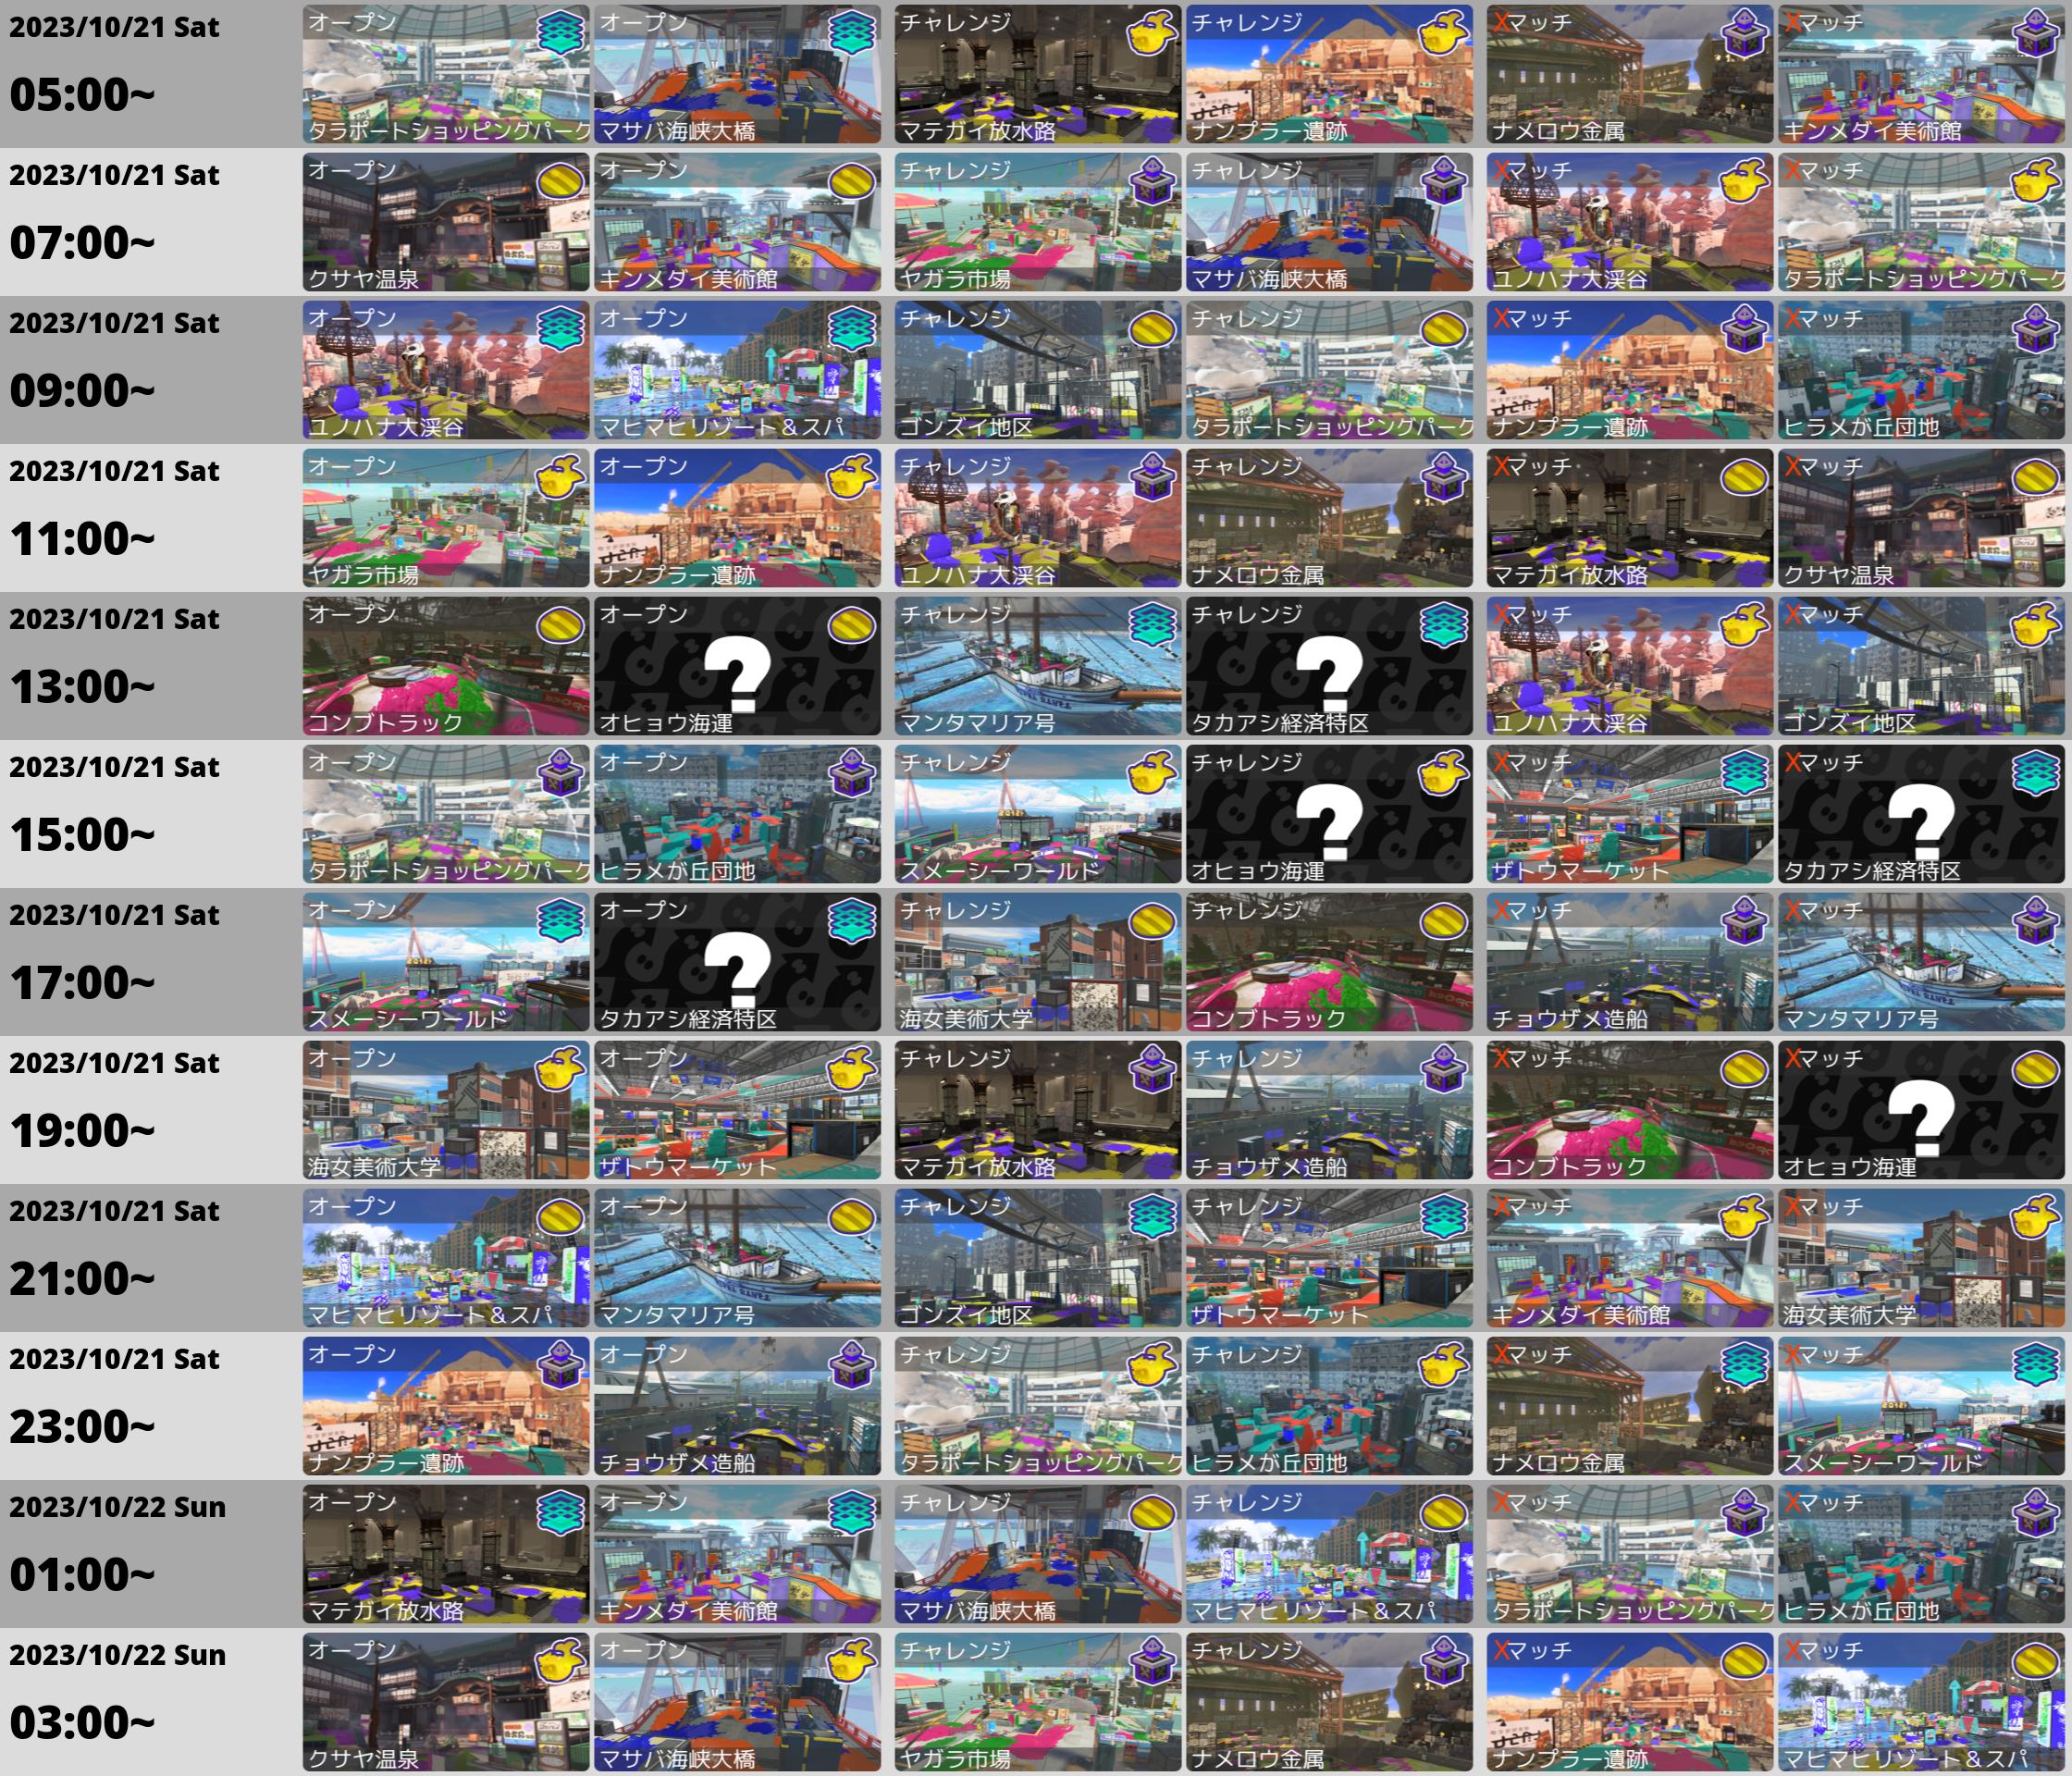 2023/10/21 Sat
05:00~
オープン オープン チャレンジ チャレンジ Xマッチ Xマッチ
タラポートショッピングパーク マサバ海峡大橋 マテガイ放水路 ナンプラー遺跡 ナメロウ金属 キンメダイ美術館
2023/10/21 Sat
07:00~
オープン オープン チャレンジ チャレンジ Xマッチ Xマッチ
クサヤ温泉 キンメダイ美術館 ヤガラ市場 マサバ海峡大橋 ユノハナ大渓谷 タラポートショッピングパーク
2023/10/21 Sat
09:00~
オープン オープン チャレンジ チャレンジ Xマッチ Xマッチ
ユノハナ大渓谷 マヒマヒリゾート＆スパ ゴンズイ地区 タラポートショッピングパーク ナンプラー遺跡 ヒラメが丘団地
2023/10/21 Sat
11:00~
オープン オープン チャレンジ チャレンジ Xマッチ Xマッチ
ヤガラ市場 ナンプラー遺跡 ユノハナ大渓谷 ナメロウ金属 マテガイ放水路 クサヤ温泉
2023/10/21 Sat
13:00~
オープン オープン チャレンジ チャレンジ Xマッチ Xマッチ
? ?
コンブトラック オヒョウ海運 マンタマリア号 タカアシ経済特区 ユノハナ大渓谷 ゴンズイ地区
2023/10/21 Sat
15:00~
オープン オープン チャレンジ チャレンジ Xマッチ Xマッチ
? ?
タラポートショッピングパーク ヒラメが丘団地 スメーシーワールド オヒョウ海運 ザトウマーケット タカアシ経済特区
2023/10/21 Sat
17:00~
オープン オープン チャレンジ チャレンジ Xマッチ Xマッチ
?
スメーシーワールド タカアシ経済特区 海女美術大学 コンブトラック チョウザメ造船 マンタマリア号
2023/10/21 Sat
19:00~
オープン オープン チャレンジ チャレンジ Xマッチ Xマッチ
?
海女美術大学 ザトウマーケット マテガイ放水路 チョウザメ造船 コンブトラック オヒョウ海運
2023/10/21 Sat
21:00~
オープン オープン チャレンジ チャレンジ Xマッチ Xマッチ
マヒマヒリゾート＆スパ マンタマリア号 ゴンズイ地区 ザトウマーケット キンメダイ美術館 海女美術大学
2023/10/21 Sat
23:00~
オープン オープン チャレンジ チャレンジ Xマッチ Xマッチ
ナンプラー遺跡 チョウザメ造船 タラポートショッピングパーク ヒラメが丘団地 ナメロウ金属 スメーシーワールド
2023/10/22 Sun
01:00~
オープン オープン チャレンジ チャレンジ Xマッチ Xマッチ
マテガイ放水路 キンメダイ美術館 マサバ海峡大橋 マヒマヒリゾート＆スパ タラポートショッピングパーク ヒラメが丘団地
2023/10/22 Sun
03:00~
オープン オープン チャレンジ チャレンジ Xマッチ Xマッチ
クサヤ温泉 マサバ海峡大橋 ヤガラ市場 ナメロウ金属 ナンプラー遺跡 マヒマヒリゾート＆スパ